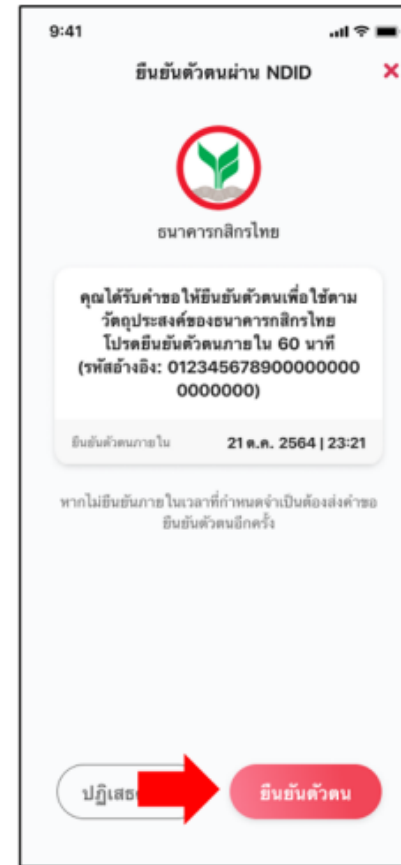 9:41
ยืนยันตัวตนผ่าน NDID
ธนาคารกสิกรไทย
คุณได้รับคำขอให้ยืนยันตัวตนเพื่อใช้ตาม
วัตถุประสงค์ของธนาคารกสิกรไทย
โปรดยืนยันตัวตนภายใน 60 นาที
(รหัสอ้างอิง: 012345678900000000
0000000)
ยืนยันตัวตนภายใน 21 ต.ค. 2564 | 23:21
หากไม่ยืนยันภายในเวลาที่กำหนดจำเป็นต้องส่งคำขอ
ยืนยันตัวตนอีกครั้ง
ยืนยันตัวตน